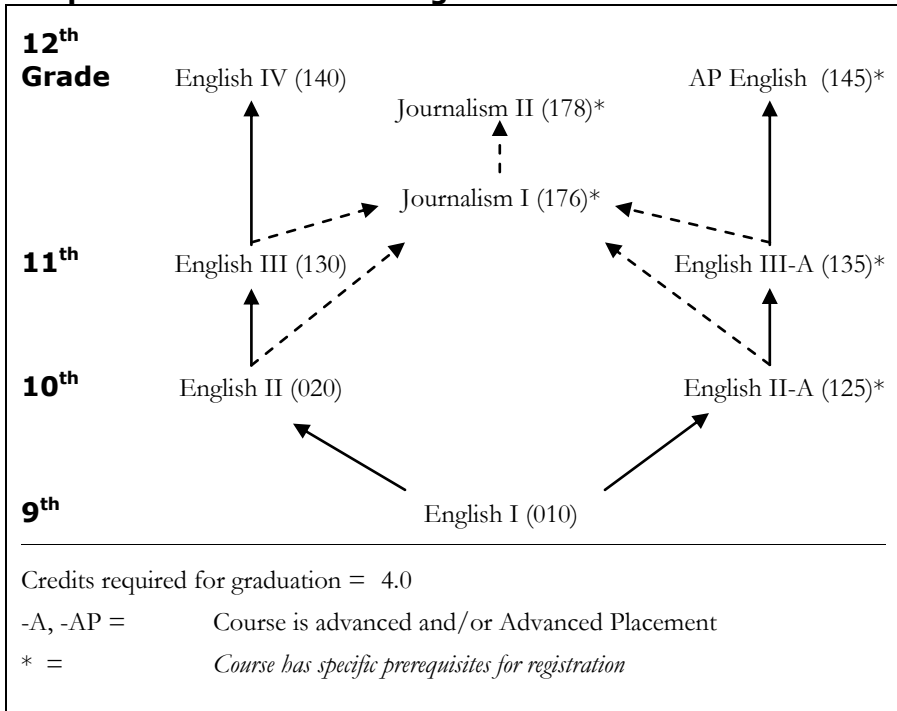 12th
Grade
English IV (140)
AP English (145)*
Journalism II (178)*
Journalism I (176)*
11th
English III (130)
English III-A (135)*
10th
English II (020)
English II-A (125)*
9th
English I (010)
Credits required for graduation = 4.0
-A, -AP = Course is advanced and/or Advanced Placement
* = Course has specific prerequisites for registration